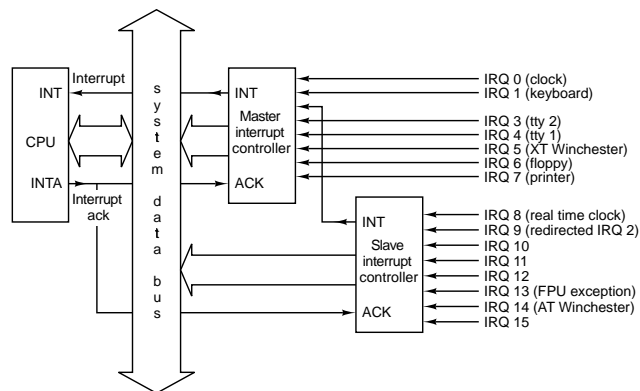 IRQ 0 (clock)
IRQ 1 (keyboard)
IRQ 3 (tty 2)
IRQ 4 (tty 1)
IRQ 5 (XT Winchester)
IRQ 6 (floppy)
IRQ 7 (printer)
Interrupt
INT
CPU
INTA
Interrupt
ack
system data bus
INT
Master
interrupt
controller
ACK
INT
Slave
interrupt
controller
ACK
IRQ 8 (real time clock)
IRQ 9 (redirected IRQ 2)
IRQ 10
IRQ 11
IRQ 12
IRQ 13 (FPU exception)
IRQ 14 (AT Winchester)
IRQ 15